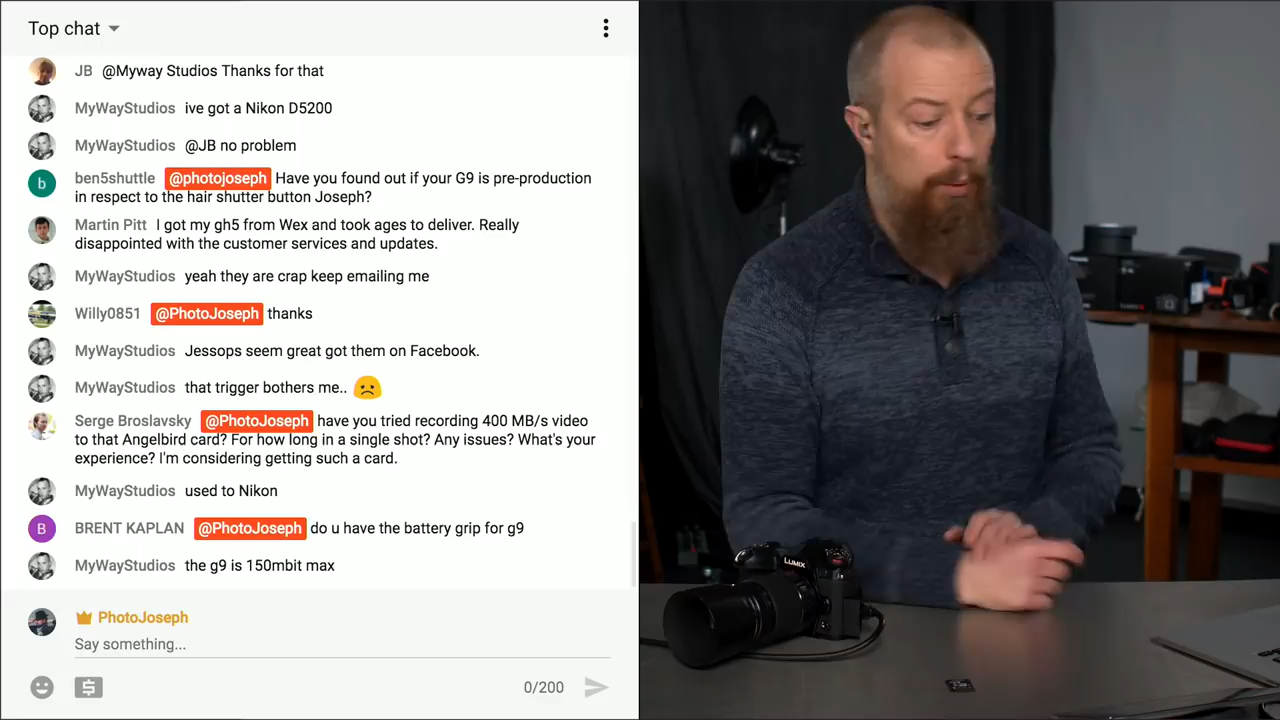 Top chat
JB @Myway Studios Thanks for that
MyWayStudios ive got a Nikon D5200
MyWayStudios @JB no problem
ben5shuttle @photojoseph Have you found out if your G9 is pre-production
in respect to the hair shutter button Joseph?
Martin Pitt I got my gh5 from Wex and took ages to deliver. Really
disappointed with the customer services and updates.
MyWayStudios yeah they are crap keep emailing me
Willy0851 @PhotoJoseph thanks
MyWayStudios Jessops seem great got them on Facebook.
MyWayStudios that trigger bothers me..
Serge Broslavsky @PhotoJoseph have you tried recording 400 MB/s video
to that Angelbird card? For how long in a single shot? Any issues? What's your
experience? I'm considering getting such a card.
MyWayStudios used to Nikon
B BRENT KAPLAN @PhotoJoseph do u have the battery grip for g9
MyWayStudios the g9 is 150mbit max
PhotoJoseph
Say something...
0/200
b
LUMIX